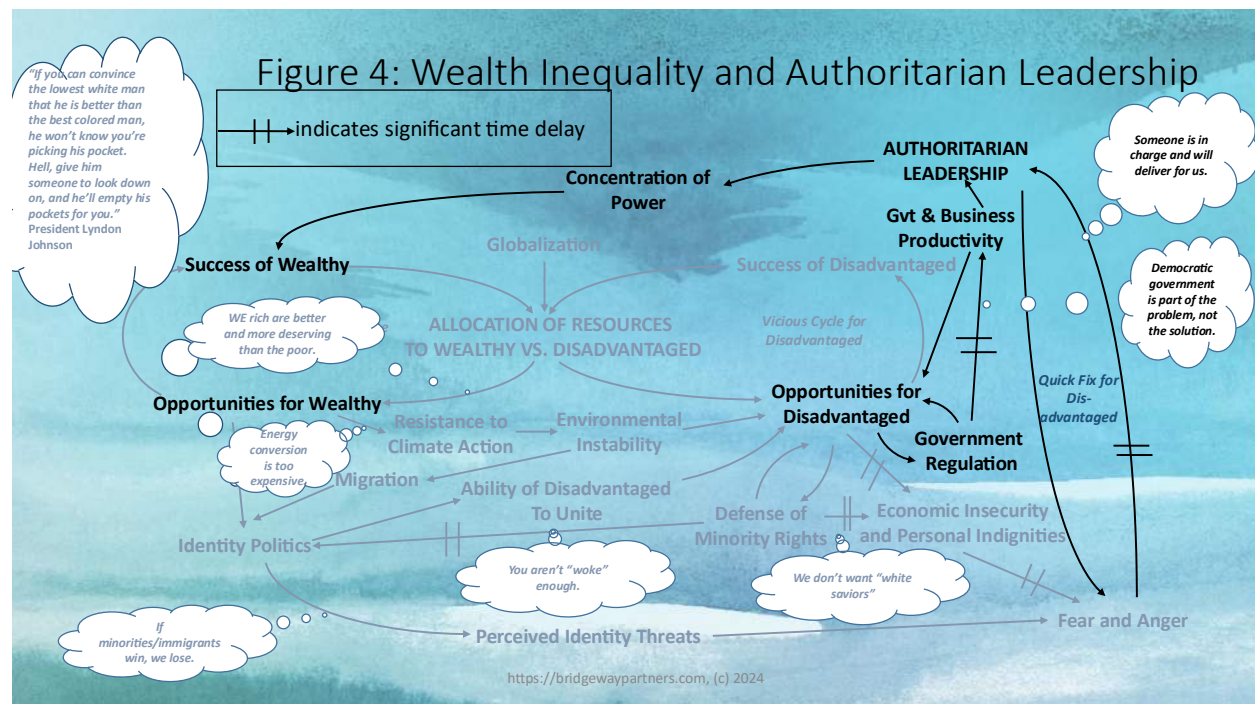 Figure 4: Wealth Inequality and Authoritarian Leadership
“If you can convince
the lowest white man
that he is better than
the best colored man,
he won’t know you’re
picking his pocket.
Hell, give him
someone to look down
on, and he’ll empty his
pockets for you.”
President Lyndon
Johnson
indicates significant time delay
AUTHORITARIAN
LEADERSHIP
Someone is in
charge and will
deliver for us.
Concentration of
Power
Gvt & Business
Productivity
Globalization
Success of Wealthy
Success of Disadvantaged
Democratic
government
is part of the
problem, not
the solution.
WE rich are better
and more deserving
than the poor.
ALLOCATION OF RESOURCES
TO WEALTHY VS. DISADVANTAGED
Vicious Cycle for
Disadvantaged
Quick Fix for
Dis-
advantaged
Opportunities for Wealthy
Opportunities for
Disadvantaged
Resistance to
Climate Action
Environmental
Instability
Government
Regulation
Energy
conversion
is too
expensive
Migration
Ability of Disadvantaged
To Unite
Defense of
Minority Rights
Economic Insecurity
and Personal Indignities
Identity Politics
You aren’t “woke”
enough.
We don’t want “white
saviors”
If
minorities/immigrants
win, we lose.
Perceived Identity Threats
Fear and Anger
https://bridgewaypartners.com, (c) 2024